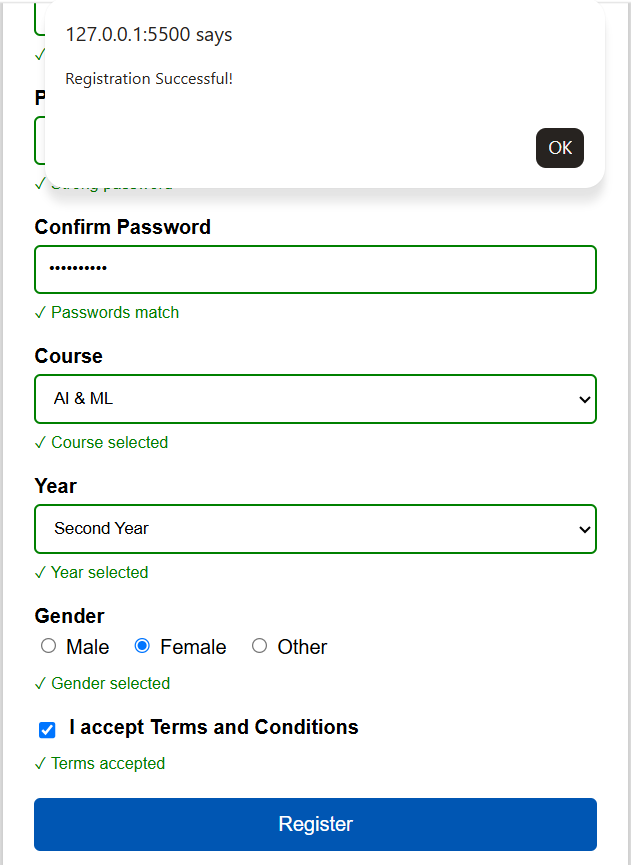 127.0.0.1:5500 says
Registration Successful!
OK
✓
P
✓ Strong password
Confirm Password
••••••••••
✓ Passwords match
Course
AI & ML
✓ Course selected
Year
Second Year
✓ Year selected
Gender
Male Female Other
✓ Gender selected
I accept Terms and Conditions
✓ Terms accepted
Register